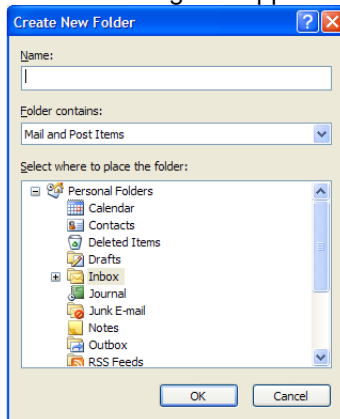 Create New Folder
Name:
Folder contains:
Mail and Post Items
Select where to place the folder:
Personal Folders
Calendar
Contacts
Deleted Items
Drafts
Inbox
Journal
Junk E-mail
Notes
Outbox
RSS Feeds
OK Cancel